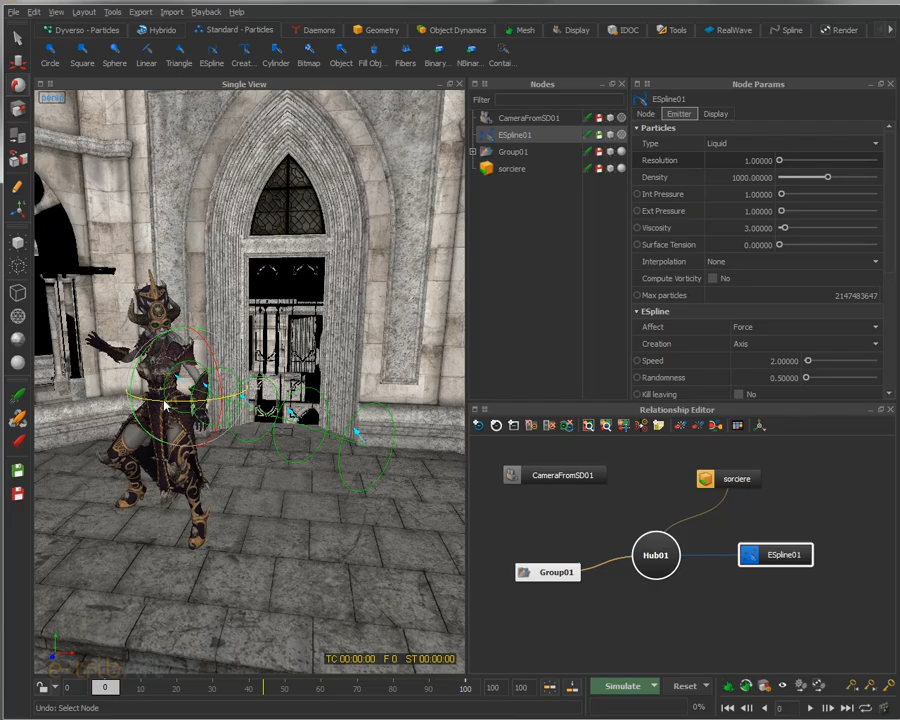 File Edit View Layout Tools Export Import Playback Help
Dyverso - Particles Hybrido Standard - Particles Daemons Geometry Object Dynamics Mesh Display IDOC Tools RealWave Spline Render
Circle Square Sphere Linear Triangle ESpline Creat... Cylinder Bitmap Object Fill Obj... Fibers Binary... NBinar... Contai...
Single View
persp
TC 00:00:00 F 0 ST 00:00:00
Nodes
Filter
CameraFromSD01
ESpline01
Group01
sorciere
Node Params
ESpline01
Node Emitter Display
Particles
Type Liquid
Resolution 1.00000
Density 1000.00000
Int Pressure 1.00000
Ext Pressure 1.00000
Viscosity 3.00000
Surface Tension 0.00000
Interpolation None
Compute Vorticity No
Max particles 2147483647
ESpline
Affect Force
Creation Axis
Speed 2.00000
Randomness 0.50000
Kill leaving No
Relationship Editor
CameraFromSD01
sorciere
Hub01
ESpline01
Group01
0 0 10 20 30 40 50 60 70 80 90 100 100 100
Simulate Reset
Undo: Select Node
0% 0